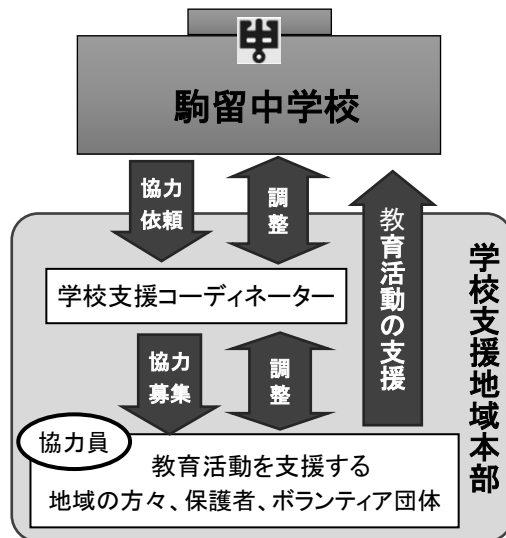 中
駒留中学校
協力
依頼
調整
教育活動の支援
学校支援地域本部
学校支援コーディネーター
協力
募集
調整
協力員
教育活動を支援する
地域の方々、保護者、ボランティア団体